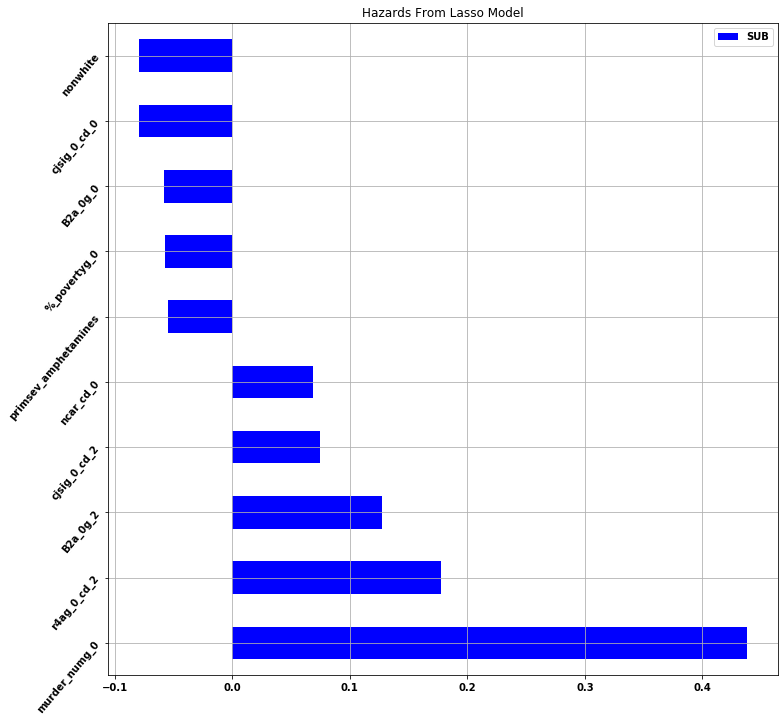 Hazards From Lasso Model
SUB
nonwhite
cjsig_0_cd_0
B2a_0g_0
%_povertyg_0
primsev_amphetamines
ncar_cd_0
cjsig_0_cd_2
B2a_0g_2
r4ag_0_cd_2
murder_numg_0
−0.1 0.0 0.1 0.2 0.3 0.4